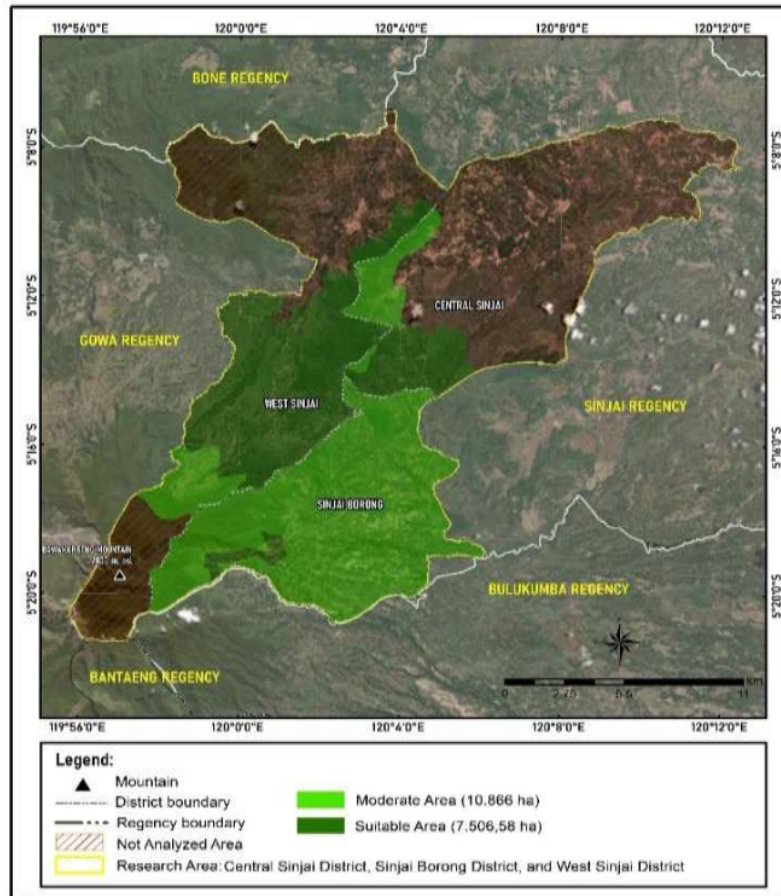 119°56'0"E 120°0'0"E 120°4'0"E 120°8'0"E 120°12'0"E
BONE REGENCY
5°8'0"S 5°8'0"S
5°12'0"S 5°12'0"S
CENTRAL SINJAI
GOWA REGENCY
WEST SINJAI
SINJAI REGENCY
5°16'0"S 5°16'0"S
SINJAI BORONG
MOUNTAIN
5°20'0"S 5°20'0"S
BULUKUMBA REGENCY
BANTAENG REGENCY
km
0 2.75 5.5 11
119°56'0"E 120°0'0"E 120°4'0"E 120°8'0"E 120°12'0"E
Legend:
Mountain
District boundary
Regency boundary
Not Analyzed Area
Moderate Area (10.866 ha)
Suitable Area (7.506,58 ha)
Research Area: Central Sinjai District, Sinjai Borong District, and West Sinjai District